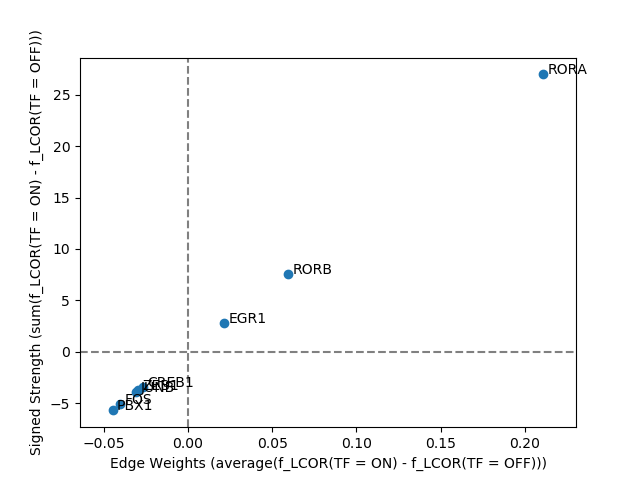 Signed Strength (sum(f_LCOR(TF = ON) - f_LCOR(TF = OFF)))
25
20
15
10
5
0
−5
RORA
RORB
EGR1
CREB1
FOS
PBX1
−0.05
0.00
0.05
0.10
0.15
0.20
Edge Weights (average(f_LCOR(TF = ON) - f_LCOR(TF = OFF)))